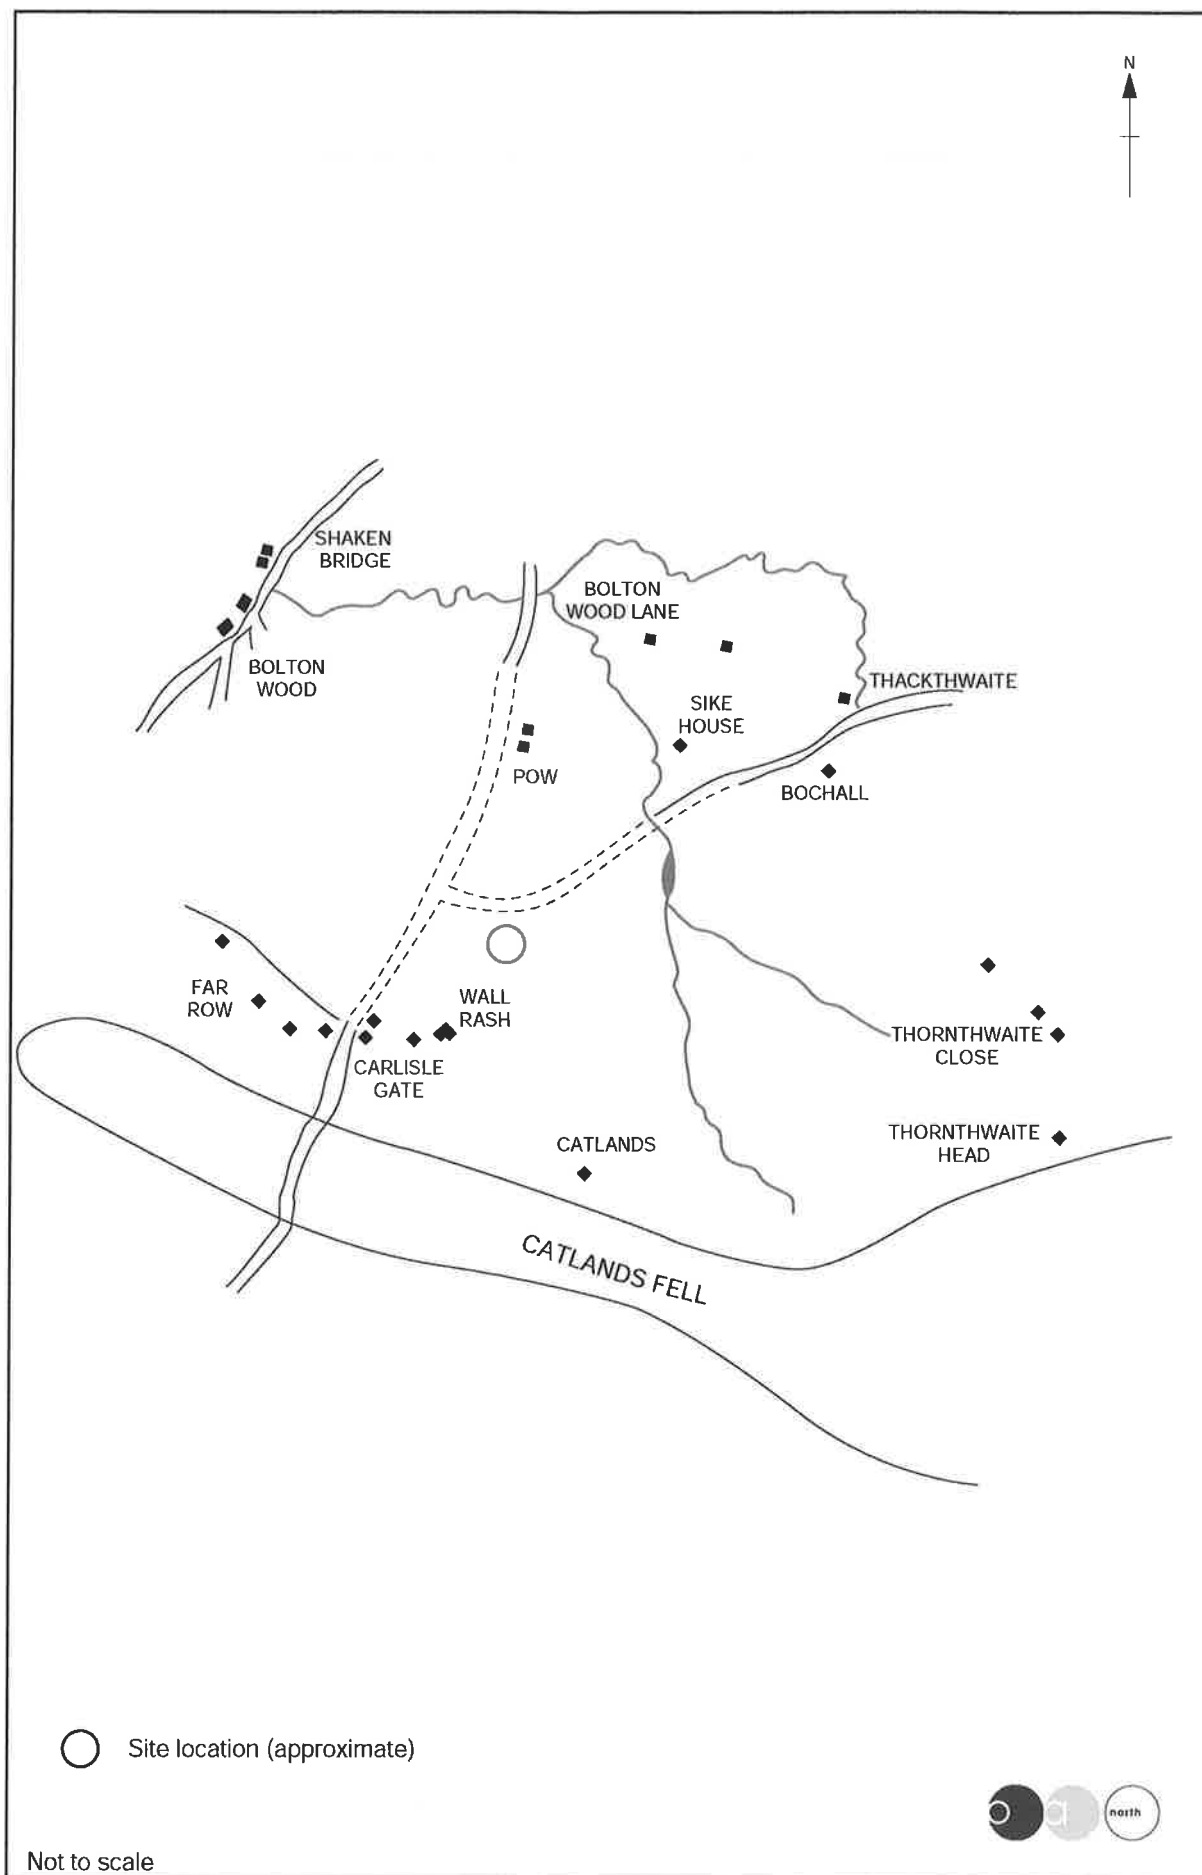 N
SHAKEN
BRIDGE
BOLTON
WOOD LANE
BOLTON
WOOD
THACKTHWAITE
SIKE
HOUSE
POW
BOCHALL
FAR
ROW
WALL
RASH
CARLISLE
GATE
THORNTHWAITE
CLOSE
CATLANDS
THORNTHWAITE
HEAD
CATLANDS FELL
Site location (approximate)
oa north
Not to scale